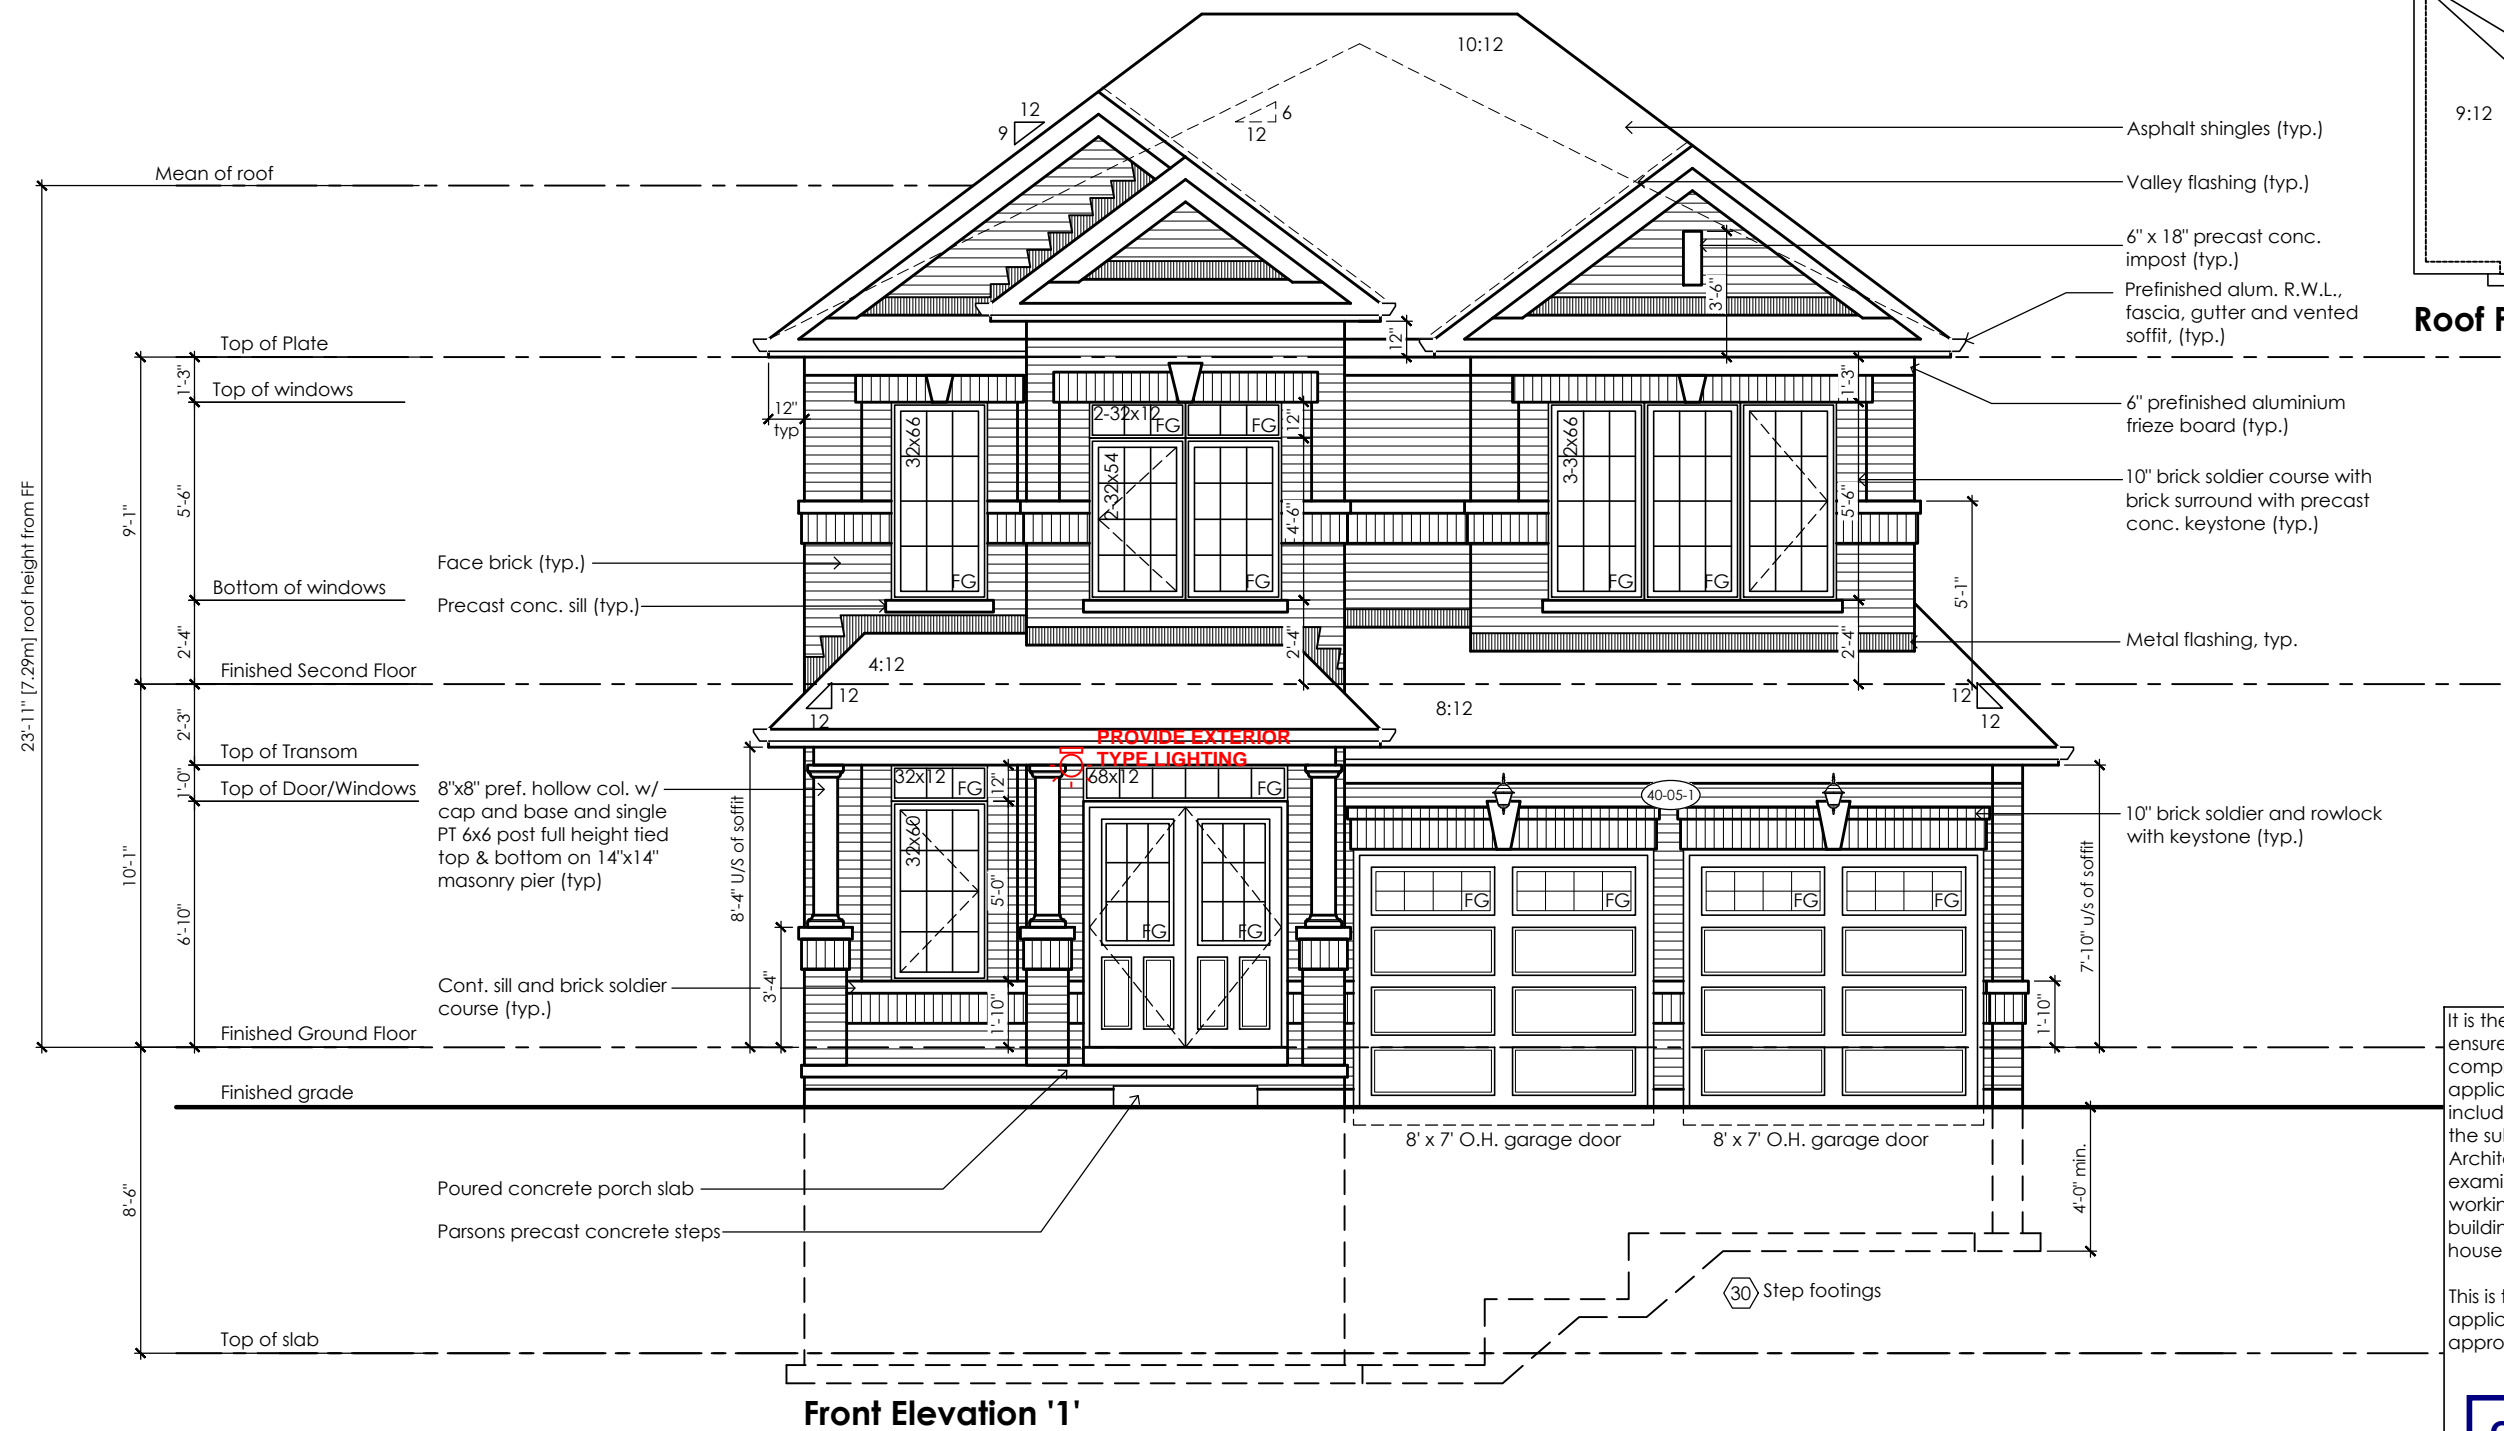 10:12
12
9
6
12
9:12
Asphalt shingles (typ.)
Valley flashing (typ.)
6" x 18" precast conc.
impost (typ.)
Prefinished alum. R.W.L.,
fascia, gutter and vented
soffit, (typ.)
Roof
6" prefinished aluminium
frieze board (typ.)
10" brick soldier course with
brick surround with precast
conc. keystone (typ.)
Metal flashing, typ.
10" brick soldier and rowlock
with keystone (typ.)
Mean of roof
Top of Plate
Top of windows
Bottom of windows
Finished Second Floor
Top of Transom
Top of Door/Windows
Finished Ground Floor
Finished grade
Top of slab
23'-11" [7.29m] roof height from FF
9'-1"
10'-1"
8'-6"
1'-3"
5'-6"
2'-4"
2'-3"
1'-0"
6'-10"
Face brick (typ.)
Precast conc. sill (typ.)
8"x8" pref. hollow col. w/
cap and base and single
PT 6x6 post full height tied
top & bottom on 14"x14"
masonry pier (typ)
Cont. sill and brick soldier
course (typ.)
Poured concrete porch slab
Parsons precast concrete steps
12"
typ
32x66
FG
2-32x12
FG
FG
2-32x54
FG
12"
12"
4'-6"
2'-4"
3'-6"
3-32x66
FG
FG
1'-3"
5'-6"
2'-4"
5'-1"
4:12
12
12
8:12
12
12
PROVIDE EXTERIOR
TYPE LIGHTING
32x12
FG
12"
68x12
FG
32x60
5'-0"
1'-10"
FG
FG
8'-4" U/S of soffit
3'-4"
40-05-1
FG
FG
FG
FG
7'-10" u/s of soffit
1'-10"
4'-0" min.
8' x 7' O.H. garage door
8' x 7' O.H. garage door
30
Step footings
Front Elevation '1'
It is the
ensure
This is
house